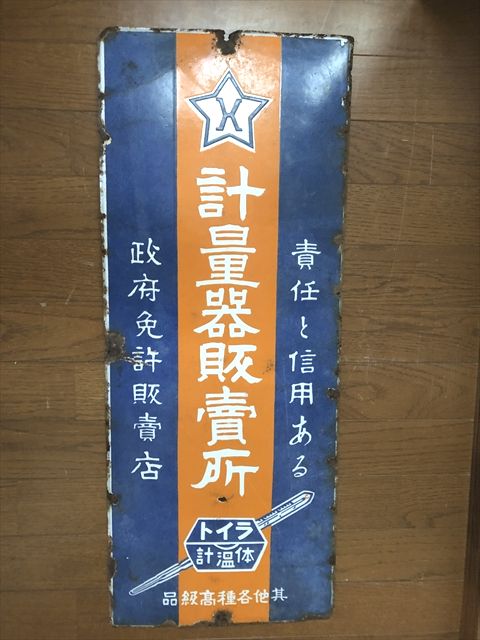 K
責任と信用ある
計量器販賣所
政府免許販賣店
ライト
体温計
其他各種高級品